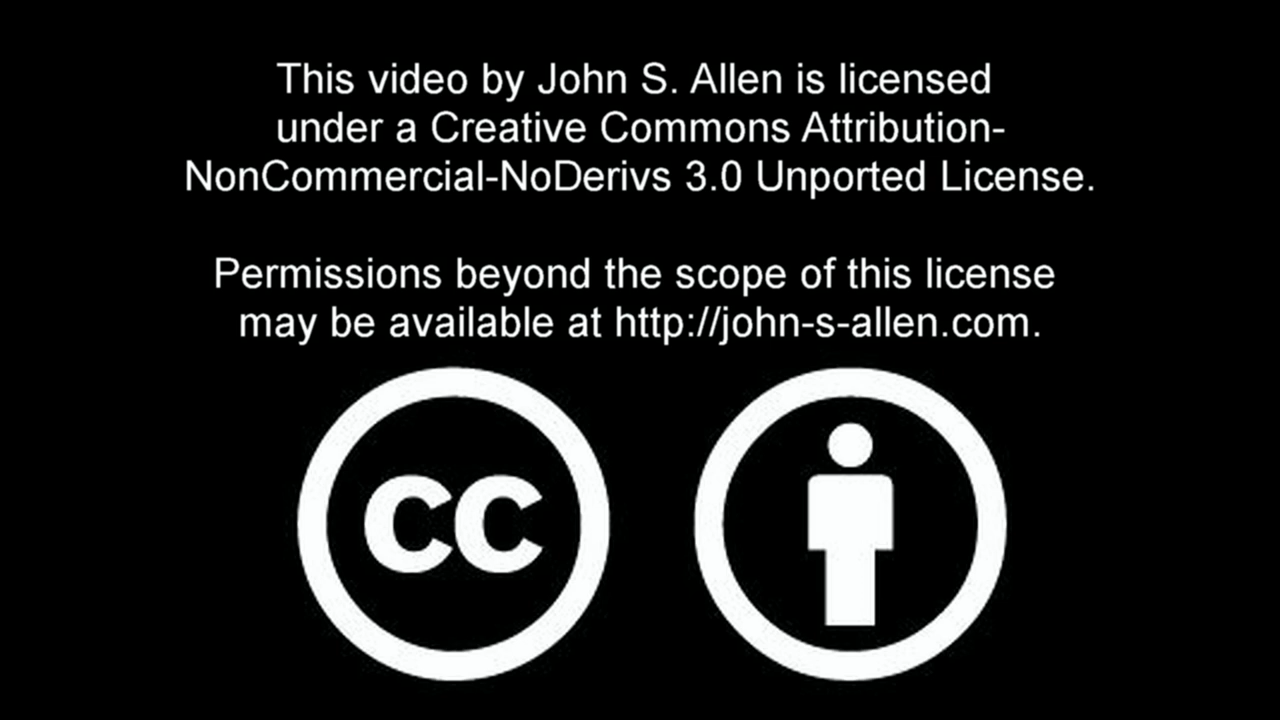 This video by John S. Allen is licensed
under a Creative Commons Attribution-
NonCommercial-NoDerivs 3.0 Unported License.
Permissions beyond the scope of this license
may be available at http://john-s-allen.com.
cc